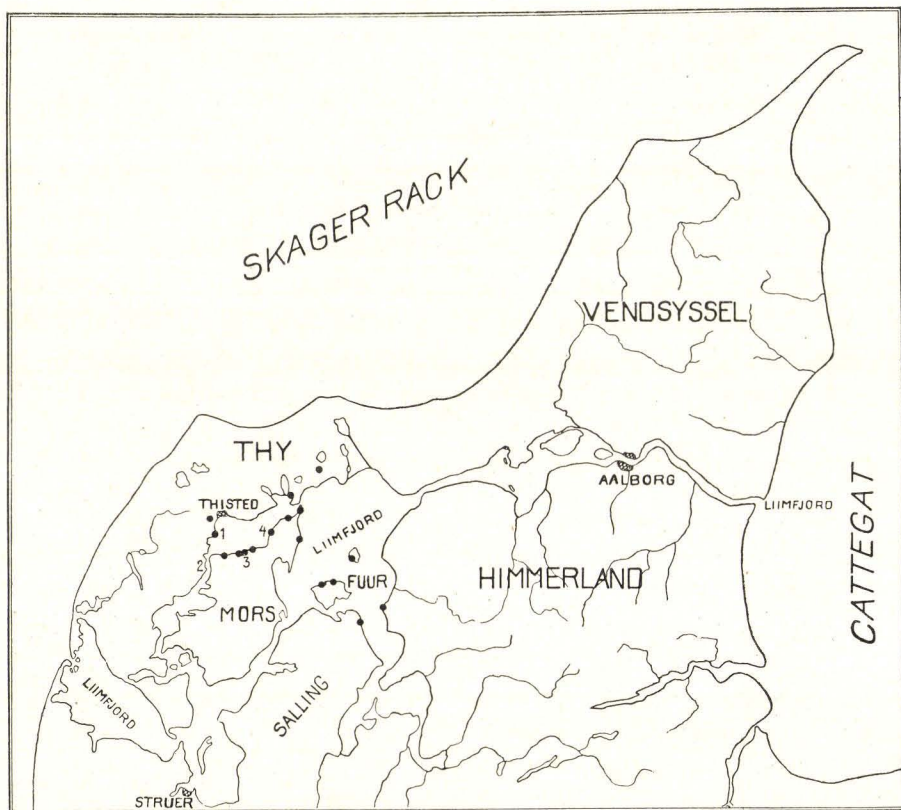 SKAGER RACK
VENDSYSSEL
THY
THISTED
AALBORG
LIIMFJORD
CATTEGAT
1
4
LIIMFJORD
2
3
FUUR
HIMMERLAND
MORS
LIIMFJORD
SALLING
STRUER